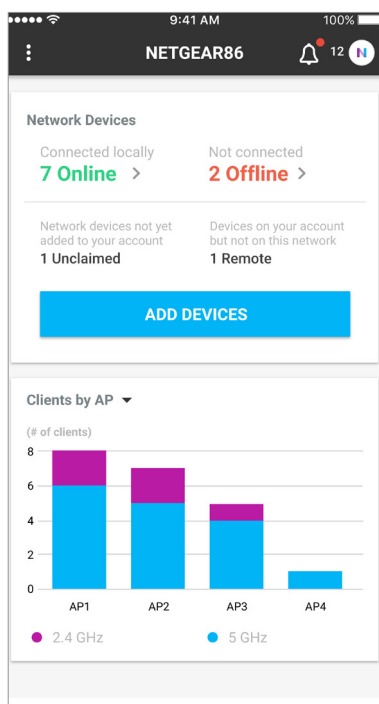 9:41 AM 100%
NETGEAR86 12 N
Network Devices
Connected locally Not connected
7 Online > 2 Offline >
Network devices not yet Devices on your account
added to your account but not on this network
1 Unclaimed 1 Remote
ADD DEVICES
Clients by AP
(# of clients)
8
6
4
2
0
AP1 AP2 AP3 AP4
2.4 GHz 5 GHz